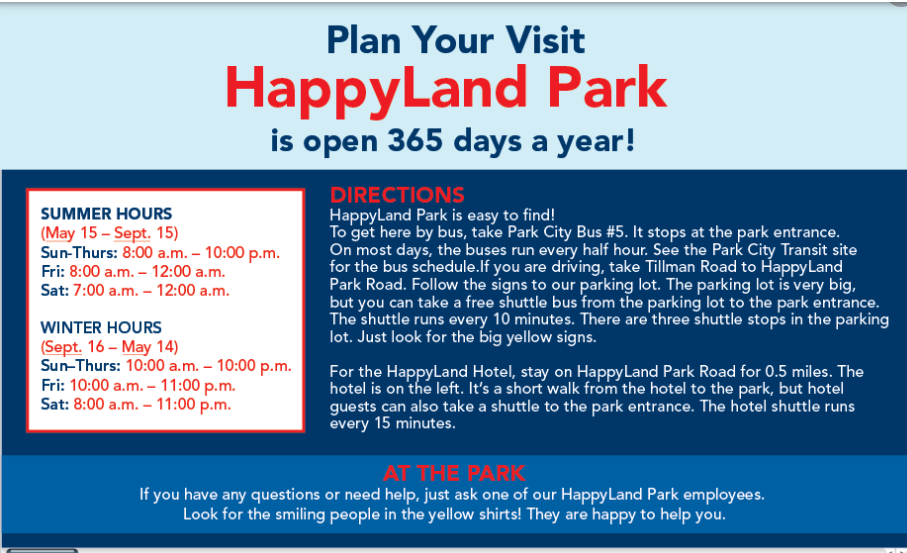 Plan Your Visit
HappyLand Park
is open 365 days a year!
SUMMER HOURS
(May 15 – Sept. 15)
Sun-Thurs: 8:00 a.m. – 10:00 p.m.
Fri: 8:00 a.m. – 12:00 a.m.
Sat: 7:00 a.m. – 12:00 a.m.
WINTER HOURS
(Sept. 16 – May 14)
Sun–Thurs: 10:00 a.m. – 10:00 p.m.
Fri: 10:00 a.m. – 11:00 p.m.
Sat: 8:00 a.m. – 11:00 p.m.
DIRECTIONS
HappyLand Park is easy to find!
To get here by bus, take Park City Bus #5. It stops at the park entrance.
On most days, the buses run every half hour. See the Park City Transit site
for the bus schedule.If you are driving, take Tillman Road to HappyLand
Park Road. Follow the signs to our parking lot. The parking lot is very big,
but you can take a free shuttle bus from the parking lot to the park entrance.
The shuttle runs every 10 minutes. There are three shuttle stops in the parking
lot. Just look for the big yellow signs.
For the HappyLand Hotel, stay on HappyLand Park Road for 0.5 miles. The
hotel is on the left. It's a short walk from the hotel to the park, but hotel
guests can also take a shuttle to the park entrance. The hotel shuttle runs
every 15 minutes.
AT THE PARK
If you have any questions or need help, just ask one of our HappyLand Park employees.
Look for the smiling people in the yellow shirts! They are happy to help you.